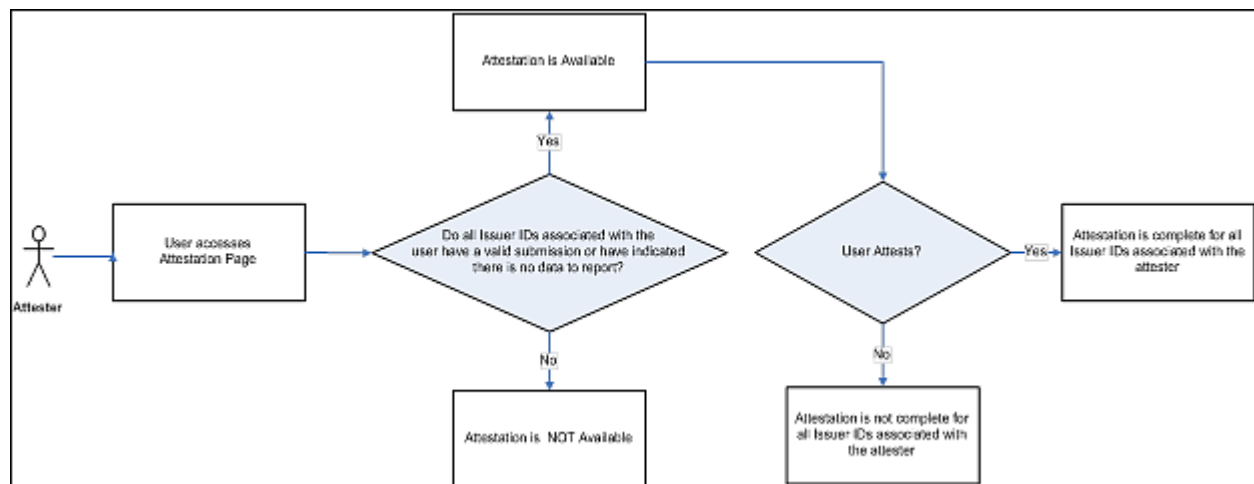 Attestation is Available
Yes
Attester
User accesses
Attestation Page
Do all Issuer IDs associated with the
user have a valid submission or have indicated
there is no data to report?
User Attests?
Yes
Attestation is complete for all
Issuer IDs associated with the
attester
No
Attestation is NOT Available
No
Attestation is not complete for
all Issuer IDs associated with
the attester